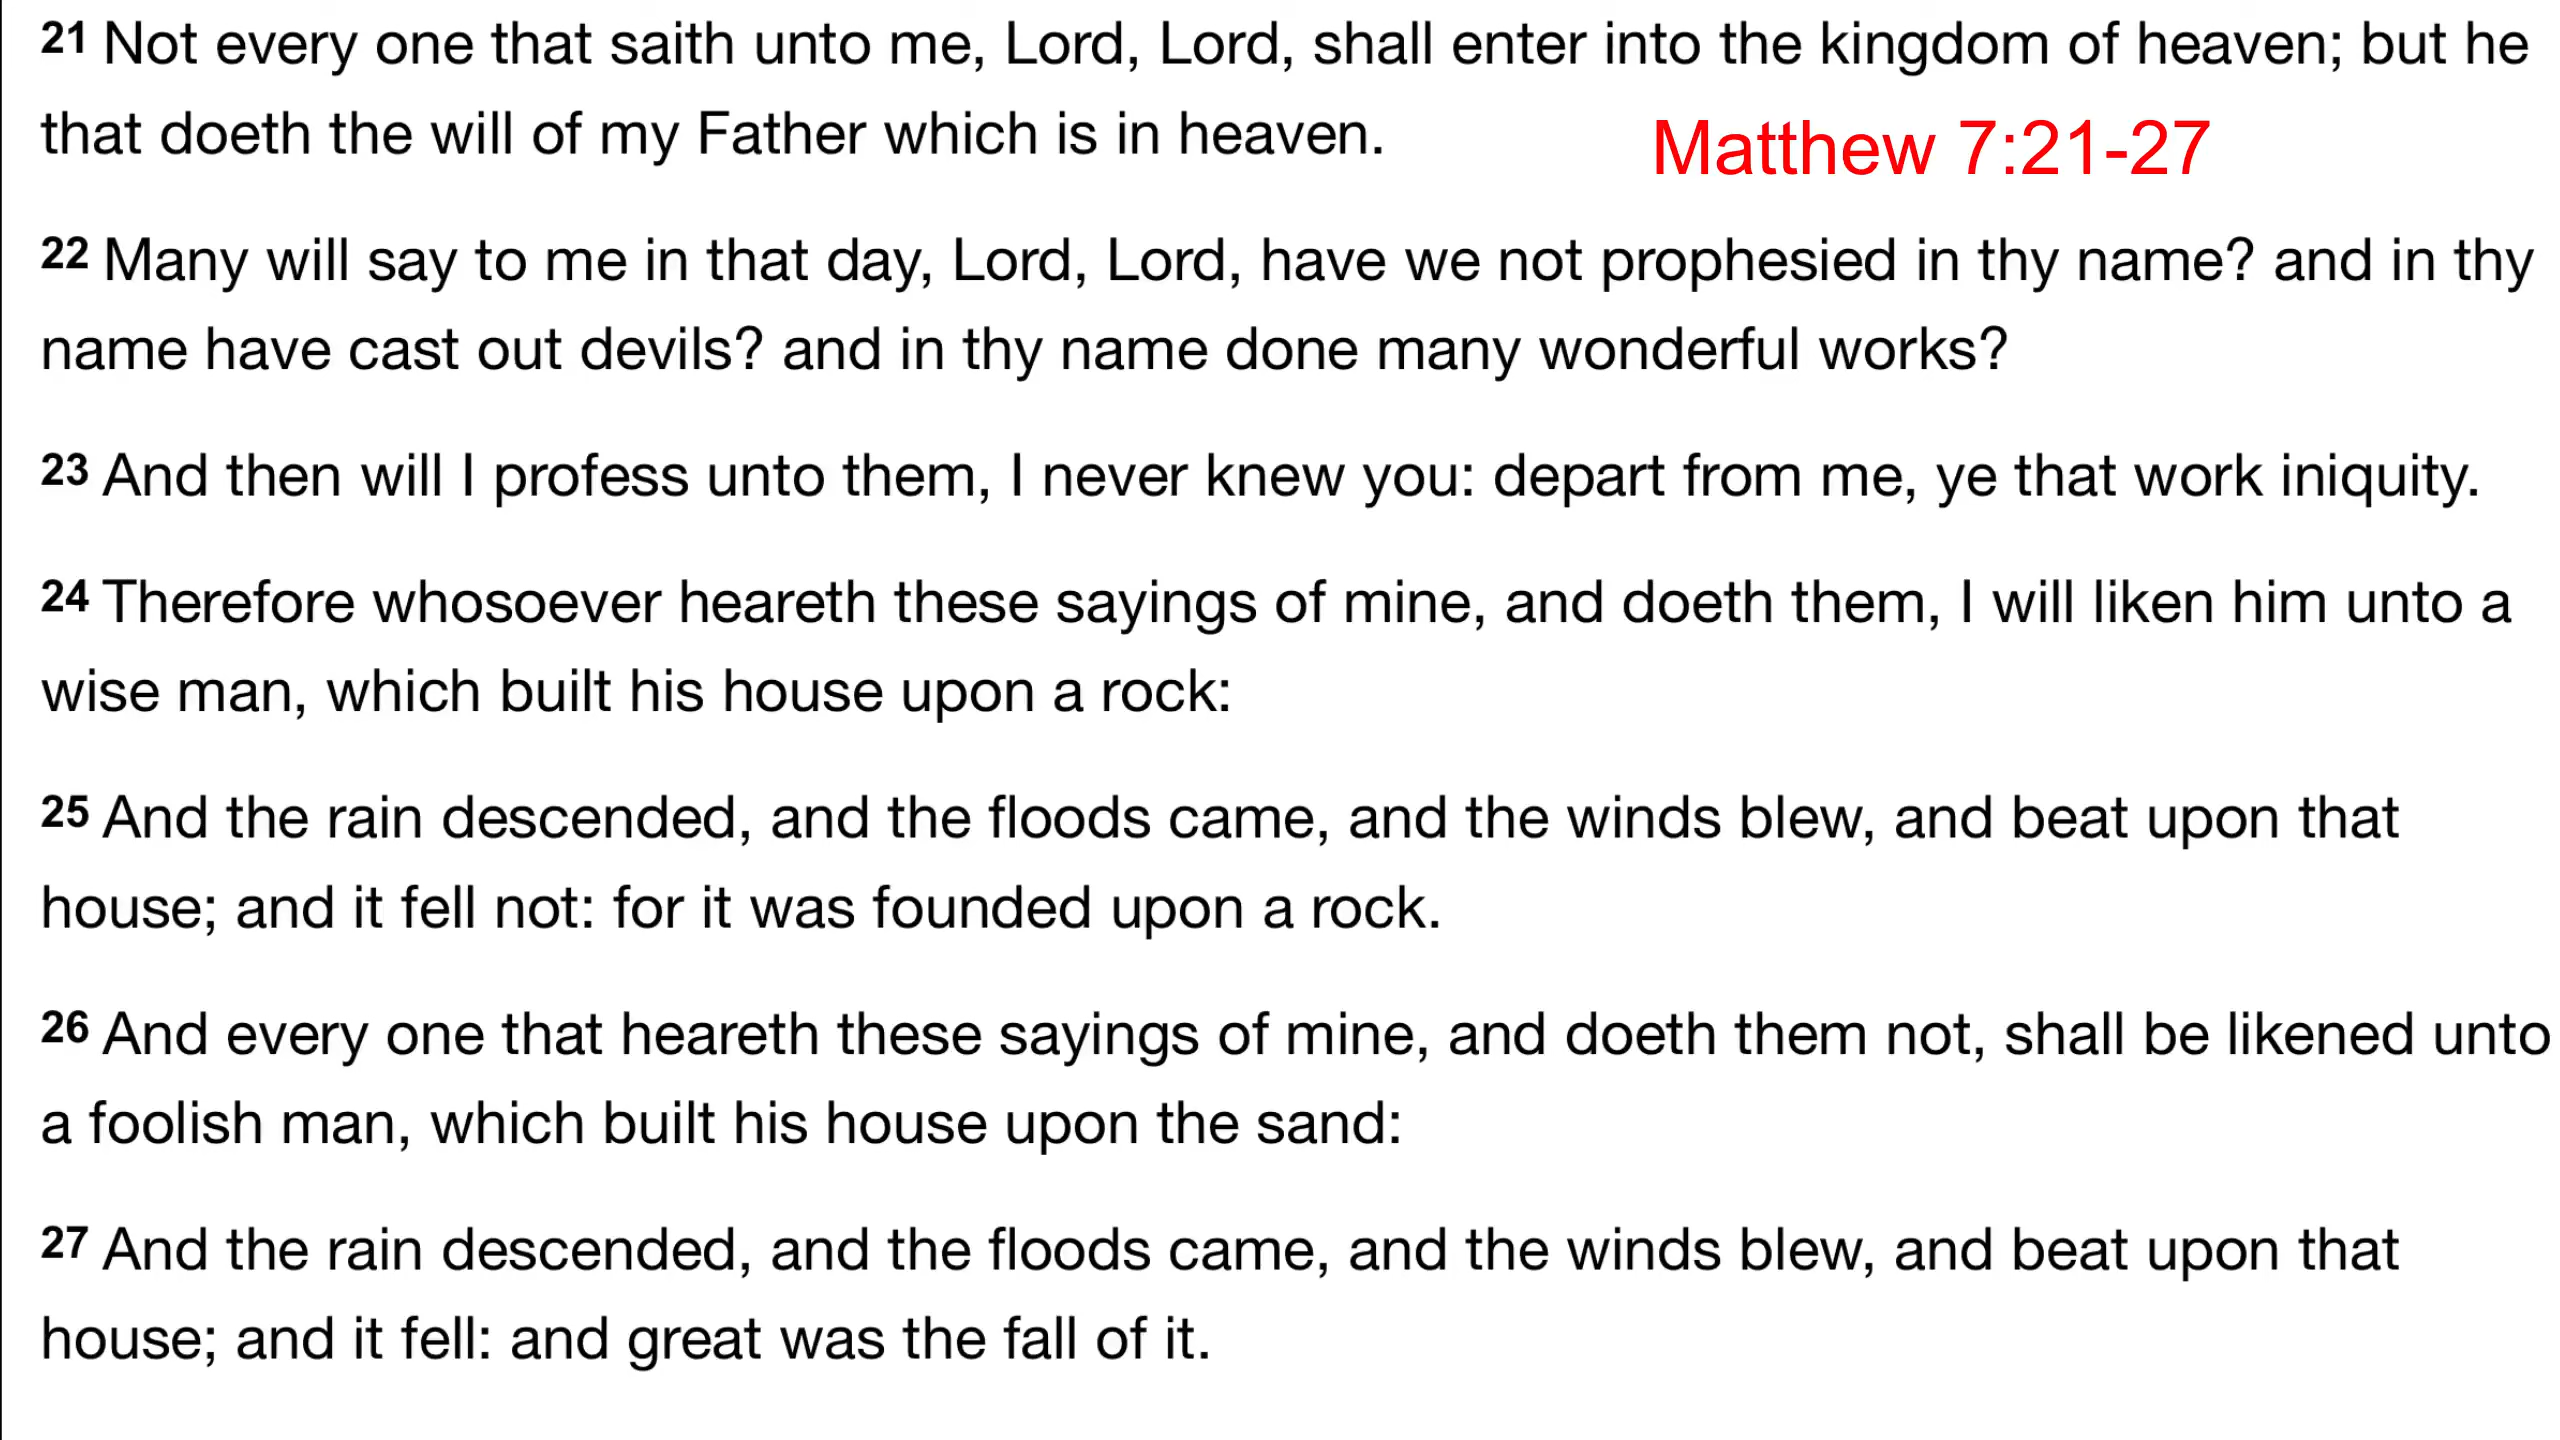 21 Not every one that saith unto me, Lord, Lord, shall enter into the kingdom of heaven; but he
that doeth the will of my Father which is in heaven.
Matthew 7:21-27
22 Many will say to me in that day, Lord, Lord, have we not prophesied in thy name? and in thy
name have cast out devils? and in thy name done many wonderful works?
23 And then will I profess unto them, I never knew you: depart from me, ye that work iniquity.
24 Therefore whosoever heareth these sayings of mine, and doeth them, I will liken him unto a
wise man, which built his house upon a rock:
25 And the rain descended, and the floods came, and the winds blew, and beat upon that
house; and it fell not: for it was founded upon a rock.
26 And every one that heareth these sayings of mine, and doeth them not, shall be likened unto
a foolish man, which built his house upon the sand:
27 And the rain descended, and the floods came, and the winds blew, and beat upon that
house; and it fell: and great was the fall of it.